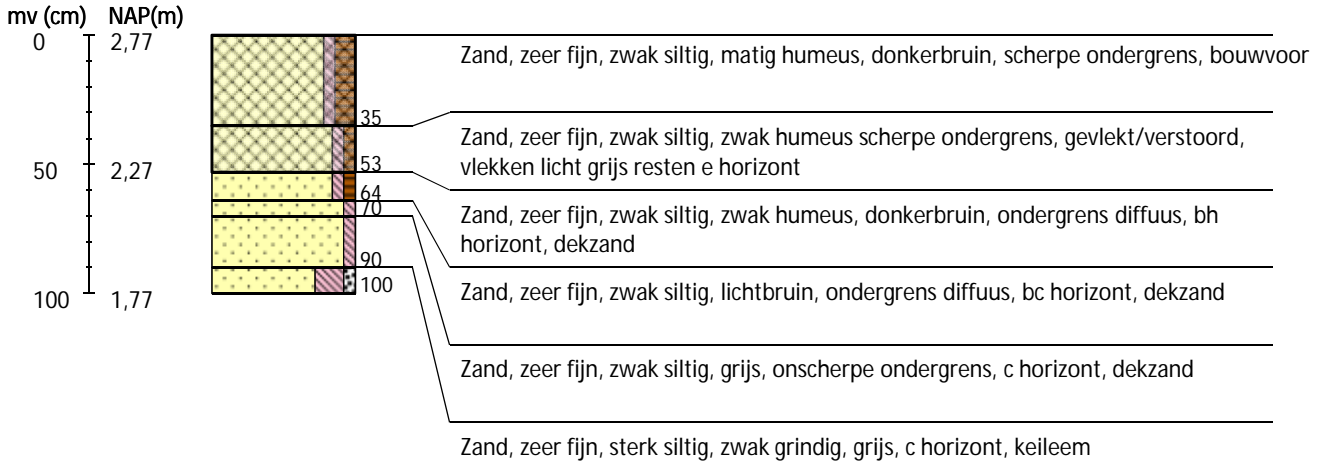 mv (cm) NAP(m)
0 2,77
Zand, zeer fijn, zwak siltig, matig humeus, donkerbruin, scherpe ondergrens, bouwvoor
35
Zand, zeer fijn, zwak siltig, zwak humeus scherpe ondergrens, gevlekt/verstoord,
vlekken licht grijs resten e horizont
53
50 2,27
64
70
Zand, zeer fijn, zwak siltig, zwak humeus, donkerbruin, ondergrens diffuus, bh
horizont, dekzand
90
100
100 1,77
Zand, zeer fijn, zwak siltig, lichtbruin, ondergrens diffuus, bc horizont, dekzand
Zand, zeer fijn, zwak siltig, grijs, onscherpe ondergrens, c horizont, dekzand
Zand, zeer fijn, sterk siltig, zwak grindig, grijs, c horizont, keileem